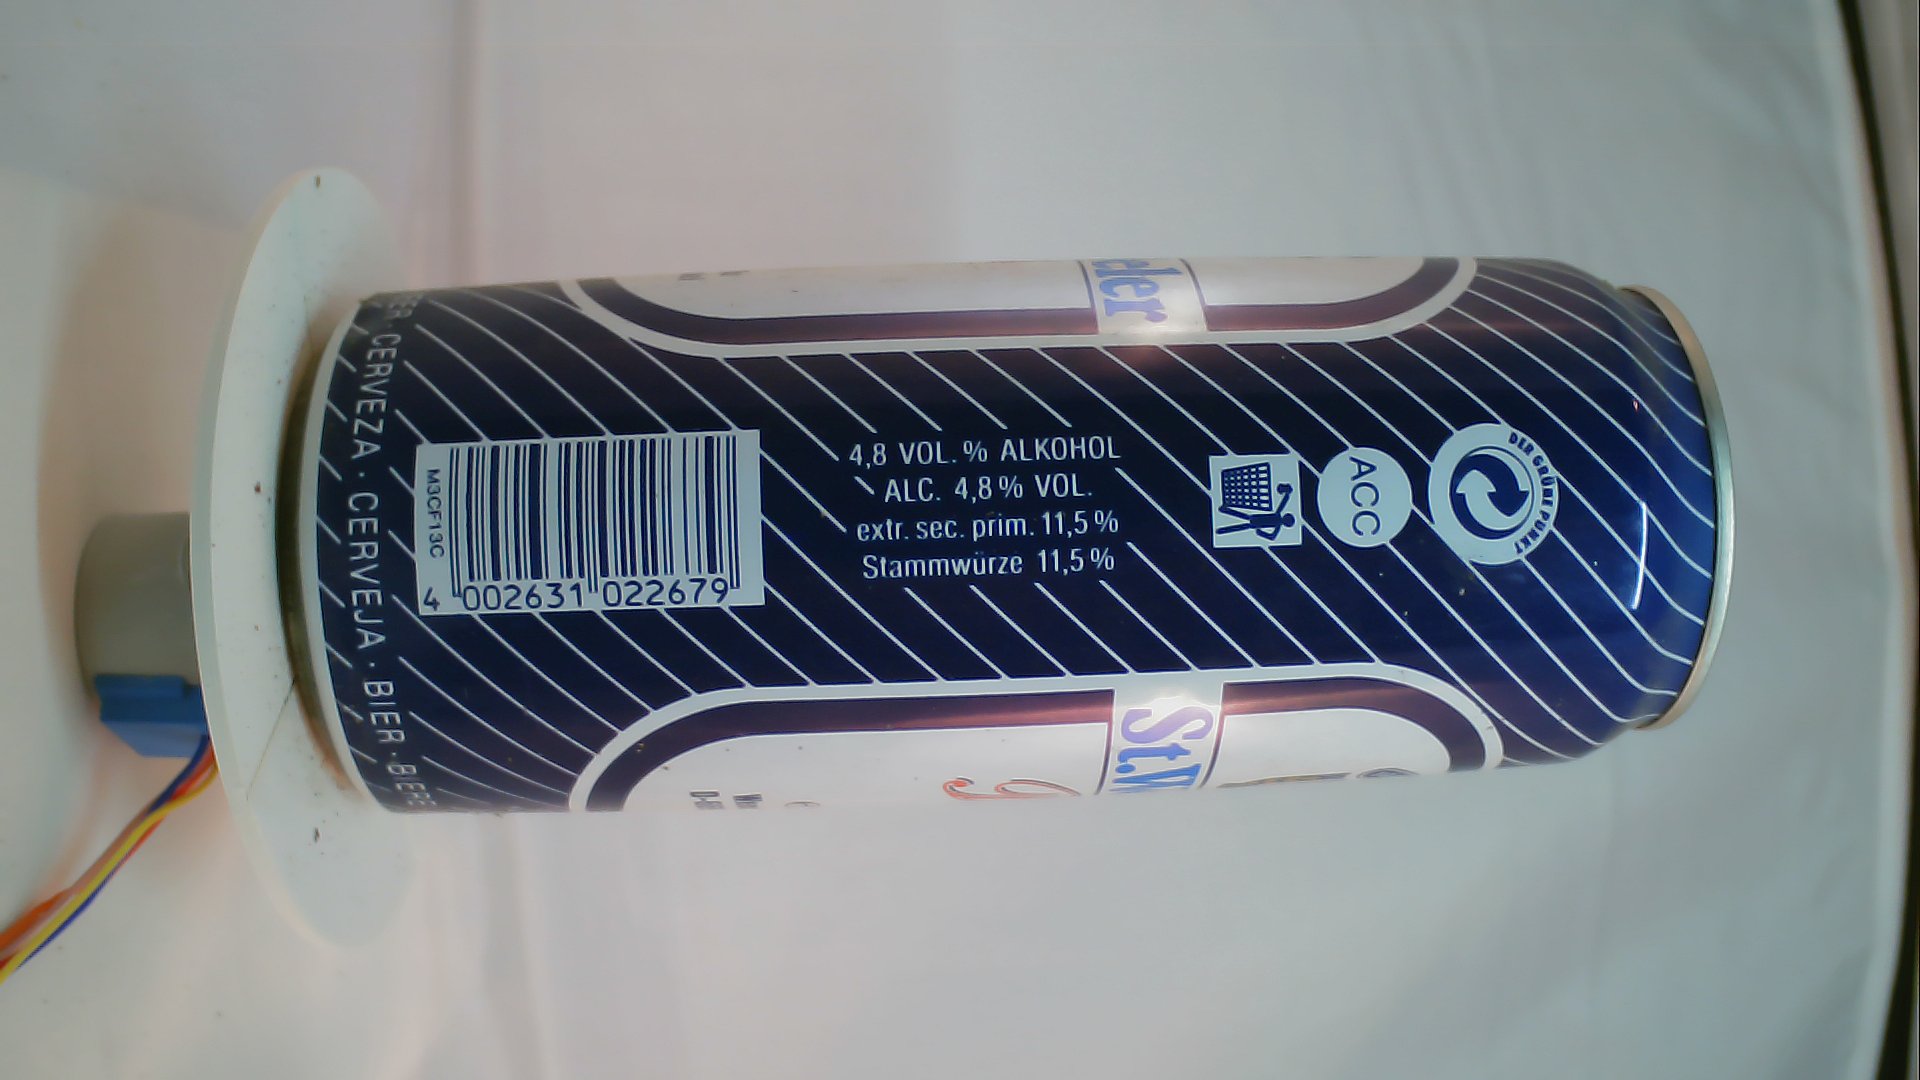 4,8 VOL.% ALKOHOL
ALC. 4,8% VOL.
extr. sec. prim. 11,5%
Stammwürze 11,5%
M3CF13C
4 002631 022679
CERVEZA · CERVEJA · BIER · BIERE
ACC
DER GRÜNE PUNKT
St.